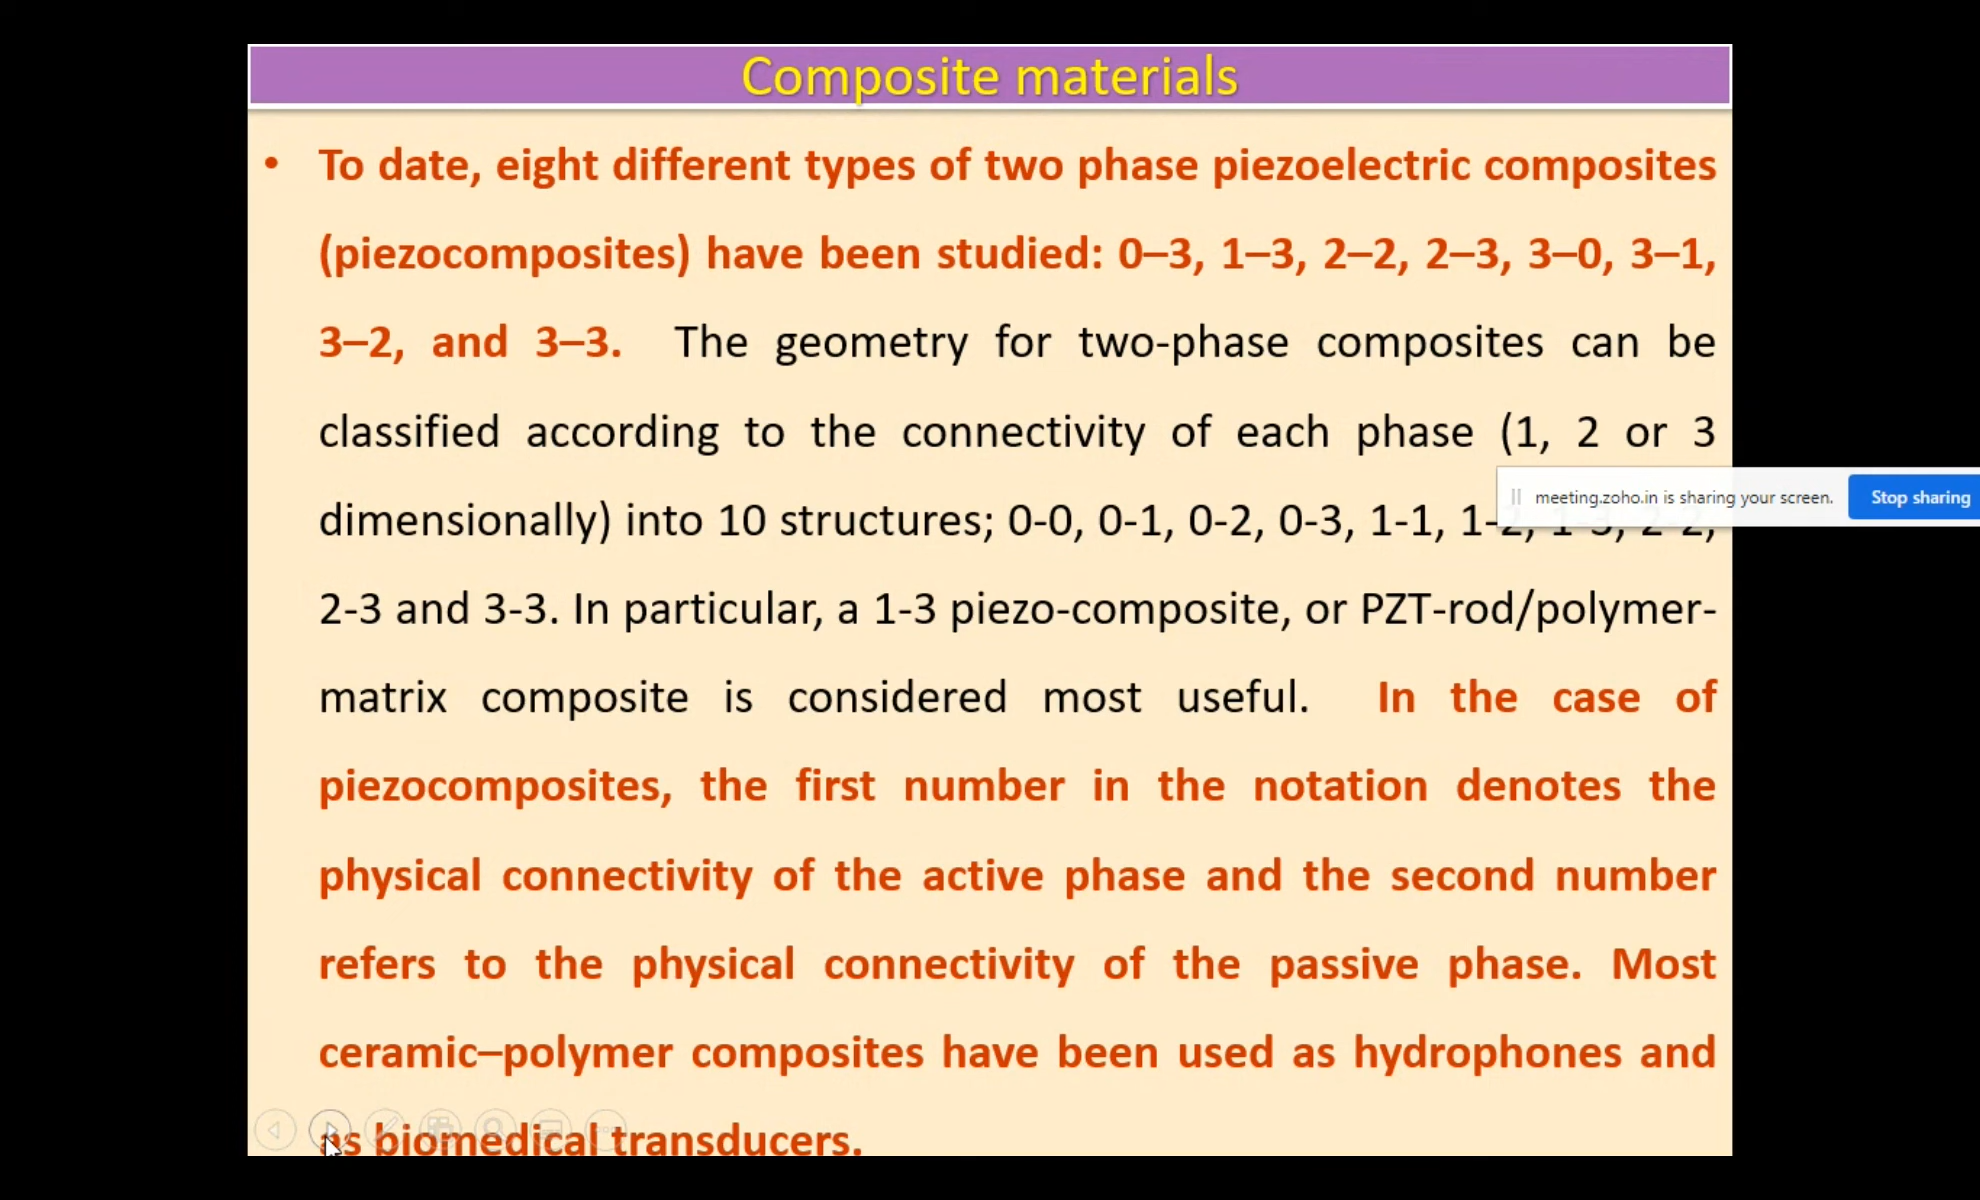 Composite materials
• To date, eight different types of two phase piezoelectric composites
(piezocomposites) have been studied: 0–3, 1–3, 2–2, 2–3, 3–0, 3–1,
3–2, and 3–3. The geometry for two-phase composites can be
classified according to the connectivity of each phase (1, 2 or 3
meeting.zoho.in is sharing your screen. Stop sharing
dimensionally) into 10 structures; 0-0, 0-1, 0-2, 0-3, 1-1, 1-2, 1-3, 2-2,
2-3 and 3-3. In particular, a 1-3 piezo-composite, or PZT-rod/polymer-
matrix composite is considered most useful. In the case of
piezocomposites, the first number in the notation denotes the
physical connectivity of the active phase and the second number
refers to the physical connectivity of the passive phase. Most
ceramic–polymer composites have been used as hydrophones and
as biomedical transducers.